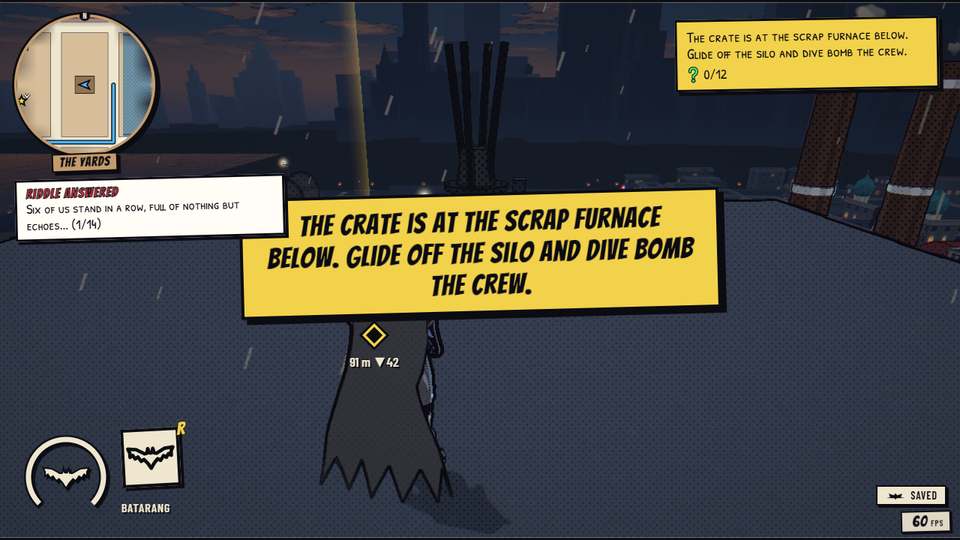 THE CRATE IS AT THE SCRAP FURNACE BELOW.
GLIDE OFF THE SILO AND DIVE BOMB THE CREW.
? 0/12
THE YARDS
RIDDLE ANSWERED
SIX OF US STAND IN A ROW, FULL OF NOTHING BUT
ECHOES... (1/14)
THE CRATE IS AT THE SCRAP FURNACE
BELOW. GLIDE OFF THE SILO AND DIVE BOMB
THE CREW.
91 m ▼42
R
BATARANG
SAVED
60 FPS